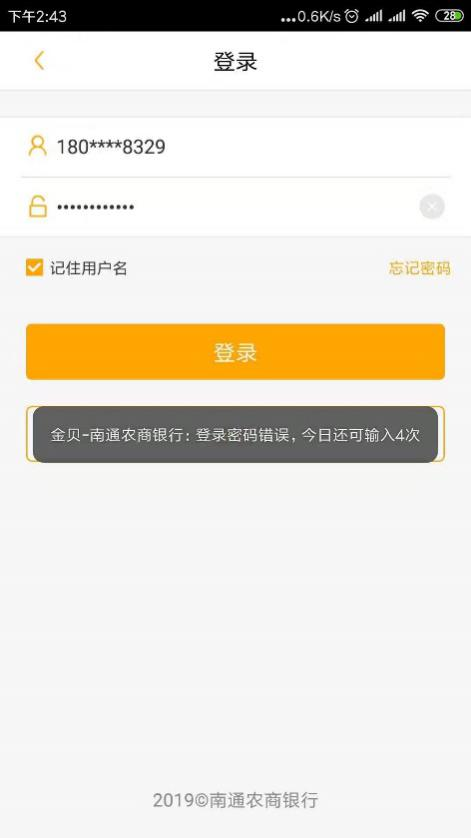 下午2:43
...0.6K/s
28
登录
180****8329
••••••••••••
记住用户名
忘记密码
登录
金贝-南通农商银行: 登录密码错误, 今日还可输入4次
2019©南通农商银行